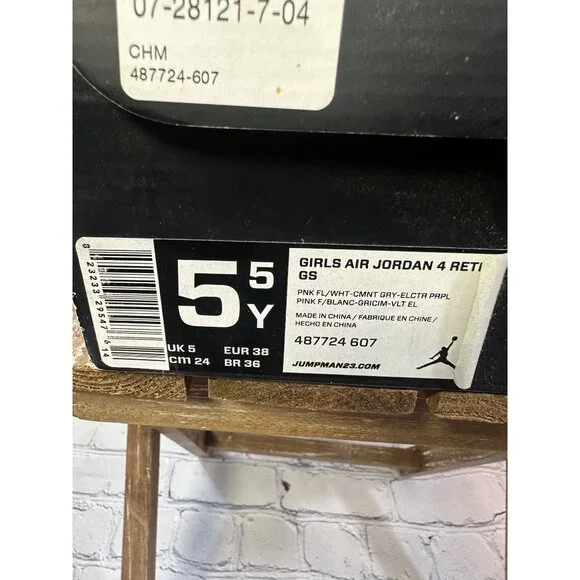 07-28121-7-04
CHM
487724-607
5 5 Y
UK 5 EUR 38
CM 24 BR 36
GIRLS AIR JORDAN 4 RETI
GS
PNK FL/WHT-CMNT GRY-ELCTR PRPL
PINK F/BLANC-GRICIM-VLT EL
MADE IN CHINA / FABRIQUE EN CHINE /
HECHO EN CHINA
487724 607
JUMPMAN23.COM